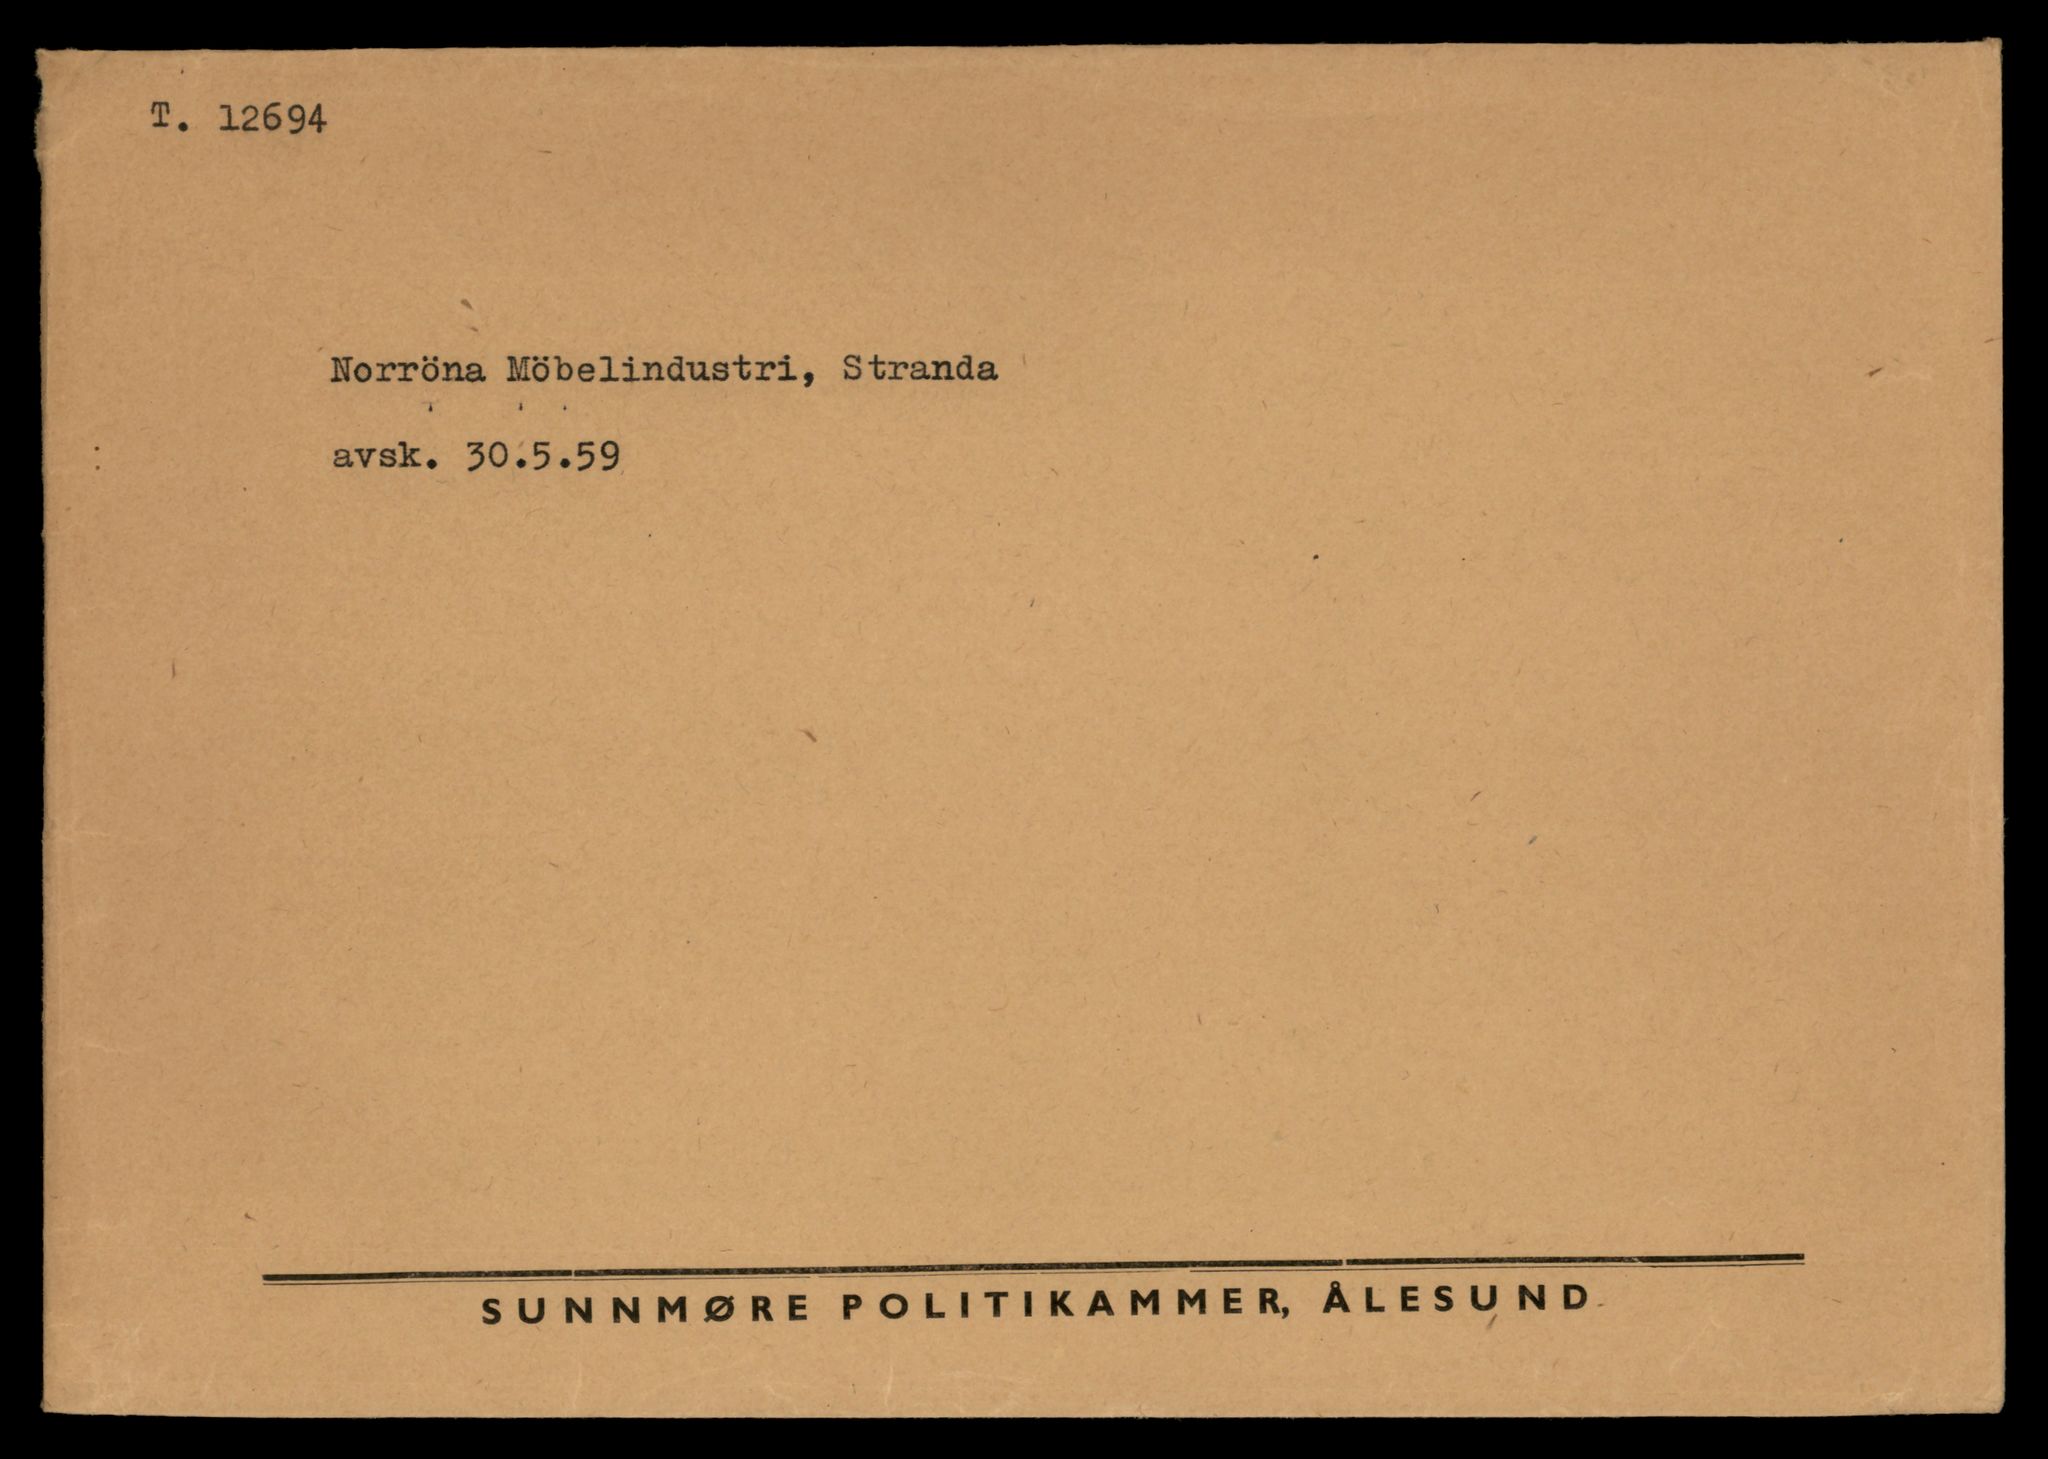 T. 12694
Norröna Möbelindustri, Stranda
avsk. 30.5.59
SUNNMØRE POLITIKAMMER, ÅLESUND